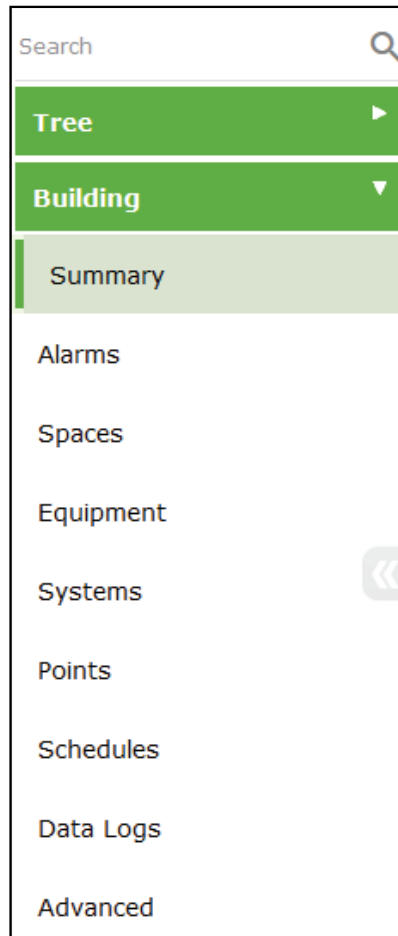 Search
Tree
Building
Summary
Alarms
Spaces
Equipment
Systems
Points
Schedules
Data Logs
Advanced